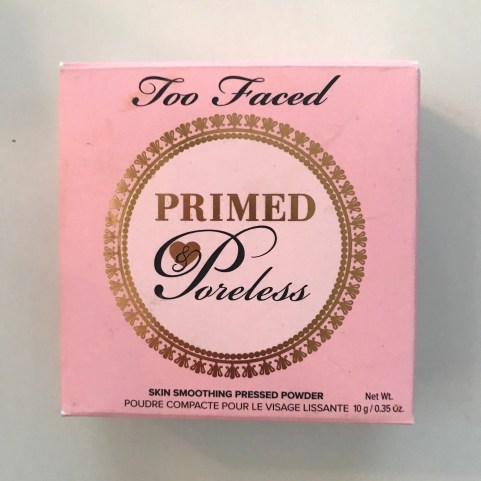 Too Faced
PRIMED
& Poreless
SKIN SMOOTHING PRESSED POWDER
POUDRE COMPACTE POUR LE VISAGE LISSANTE
Net Wt.
10 g / 0.35 oz.